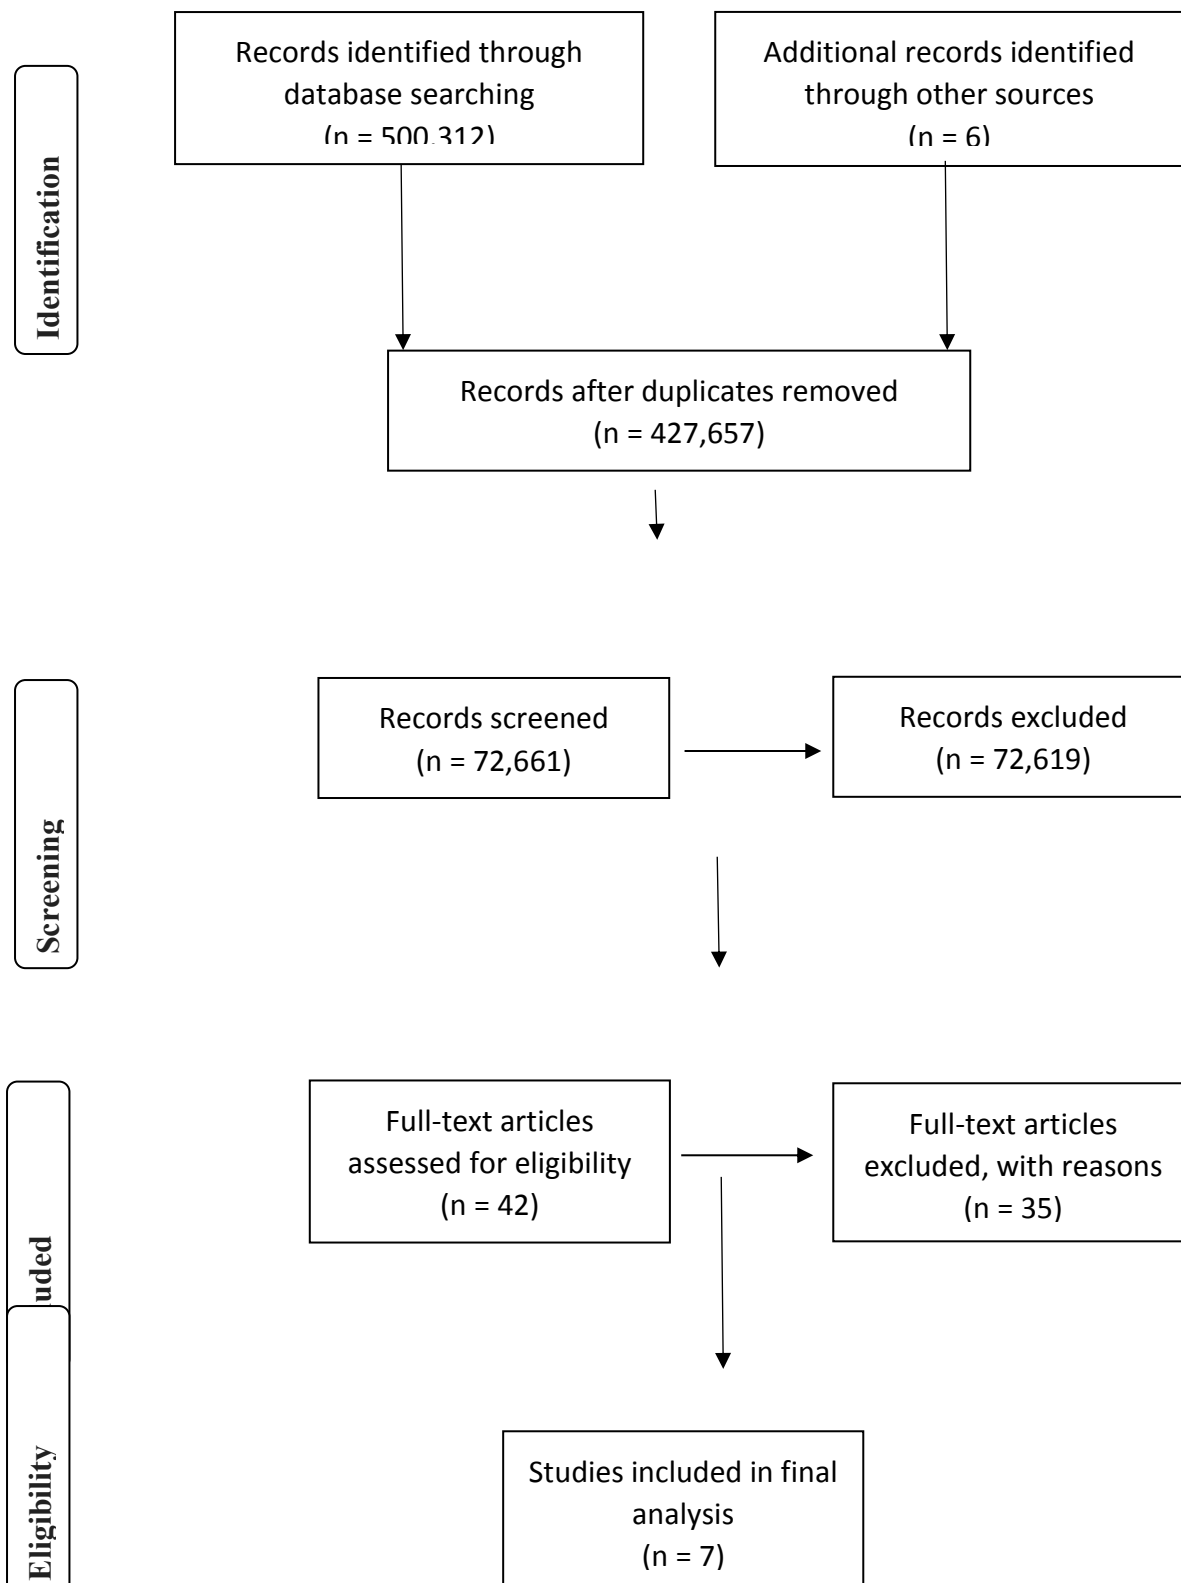 Records identified through
database searching
(n = 500,312)
Additional records identified
through other sources
(n = 6)
Identification
Records after duplicates removed
(n = 427,657)
Records screened
(n = 72,661)
Records excluded
(n = 72,619)
Screening
Full-text articles
assessed for eligibility
(n = 42)
Full-text articles
excluded, with reasons
(n = 35)
uded
Eligibility
Studies included in final
analysis
(n = 7)